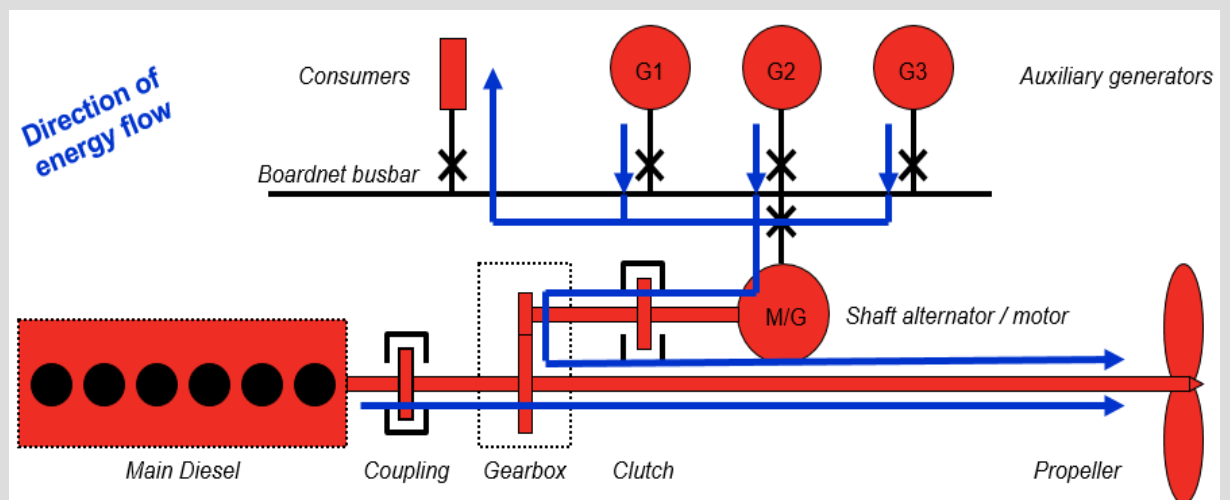 Direction of
energy flow
Consumers
G1
G2
G3
Auxiliary generators
Boardnet busbar
M/G
Shaft alternator / motor
Main Diesel
Coupling
Gearbox
Clutch
Propeller